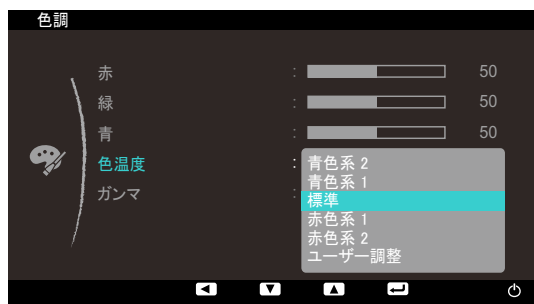 色調
赤 : 50
緑 : 50
青 : 50
色温度 : 青色系 2
青色系 1
標準
ガンマ :
赤色系 1
赤色系 2
ユーザー調整